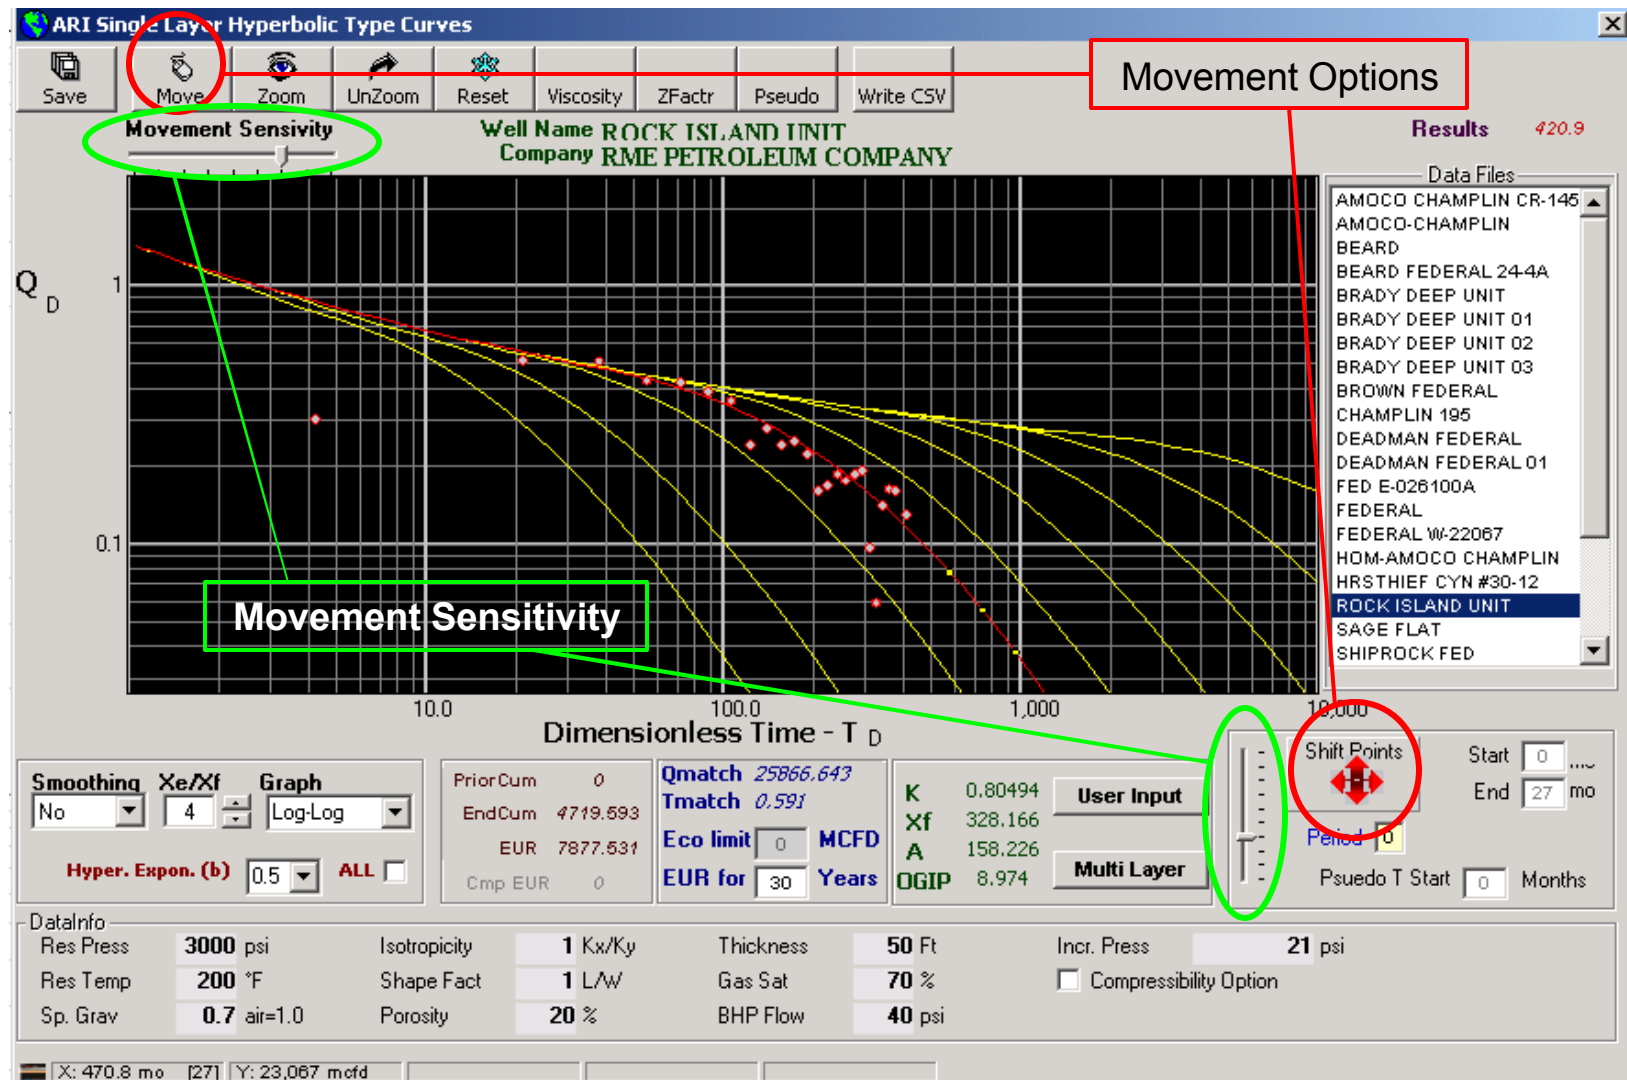 ARI Single Layer Hyperbolic Type Curves
Save Move Zoom UnZoom Reset Viscosity ZFactr Pseudo Write CSV
Movement Options
Movement Sensivity
Well Name ROCK ISLAND UNIT
Company RME PETROLEUM COMPANY
Results 420.9
Data Files
AMOCO CHAMPLIN CR-145
AMOCO-CHAMPLIN
BEARD
BEARD FEDERAL 24-4A
BRADY DEEP UNIT
BRADY DEEP UNIT 01
BRADY DEEP UNIT 02
BRADY DEEP UNIT 03
BROWN FEDERAL
CHAMPLIN 195
DEADMAN FEDERAL
DEADMAN FEDERAL 01
FED E-026100A
FEDERAL
FEDERAL W-22067
HOM-AMOCO CHAMPLIN
HRSTHIEF CYN #30-12
ROCK ISLAND UNIT
SAGE FLAT
SHIPROCK FED
Q D
1
0.1
Movement Sensitivity
10.0 100.0 1,000 10,000
Dimensionless Time - T D
Smoothing Xe/Xf Graph
No 4 Log-Log
Hyper. Expon. (b) 0.5 ALL
PriorCum 0
EndCum 4719.593
EUR 7877.531
Cmp EUR 0
Qmatch 25866.643
Tmatch 0.591
Eco limit 0 MCFD
EUR for 30 Years
K 0.80494
Xf 328.166
A 158.226
OGIP 8.974
User Input
Multi Layer
Shift Points
Start 0
End 27 mo
Period 0
Psuedo T Start 0 Months
DataInfo
Res Press 3000 psi Isotropicity 1 Kx/Ky Thickness 50 Ft Incr. Press 21 psi
Res Temp 200 °F Shape Fact 1 L/W Gas Sat 70 % Compressibility Option
Sp. Grav 0.7 air=1.0 Porosity 20 % BHP Flow 40 psi
X: 470.8 mo [27] Y: 23,067 mcfd